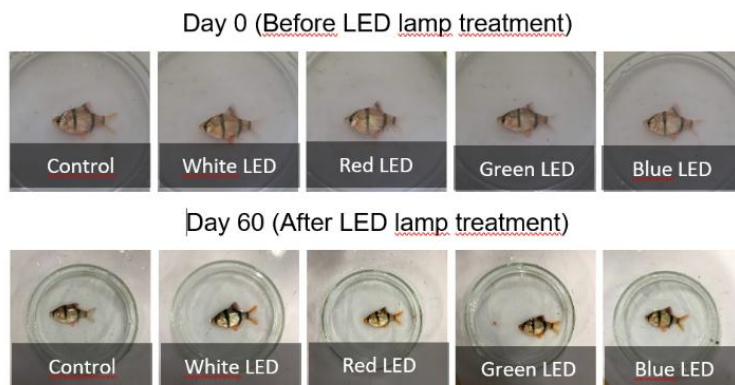 Day 0 (Before LED lamp treatment)
Control White LED Red LED Green LED Blue LED
Day 60 (After LED lamp treatment)
Control White LED Red LED Green LED Blue LED